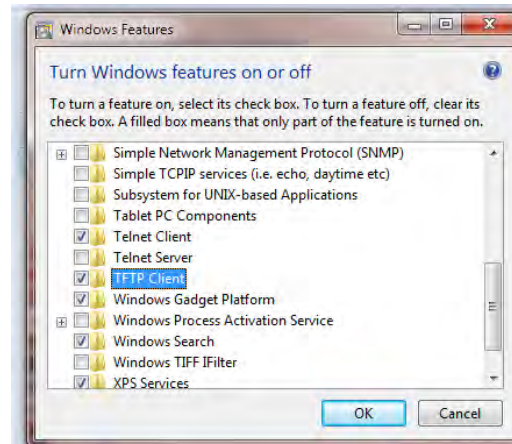 Windows Features
Turn Windows features on or off
To turn a feature on, select its check box. To turn a feature off, clear its
check box. A filled box means that only part of the feature is turned on.
Simple Network Management Protocol (SNMP)
Simple TCPIP services (i.e. echo, daytime etc)
Subsystem for UNIX-based Applications
Tablet PC Components
Telnet Client
Telnet Server
TFTP Client
Windows Gadget Platform
Windows Process Activation Service
Windows Search
Windows TIFF IFilter
XPS Services
OK Cancel